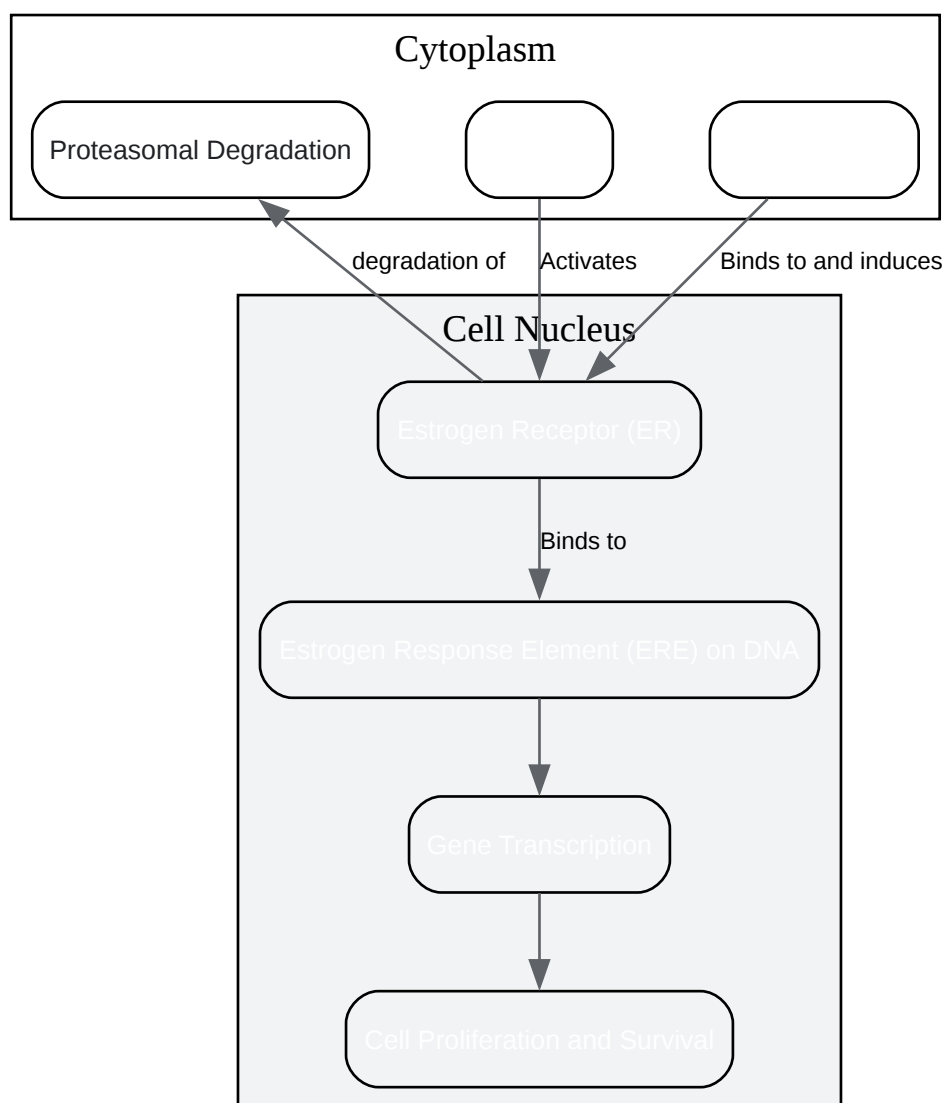 Cytoplasm
Proteasomal Degradation
degradation of
Activates
Binds to and induces
Cell Nucleus
Estrogen Receptor (ER)
Binds to
Estrogen Response Element (ERE) on DNA
Gene Transcription
Cell Proliferation and Survival